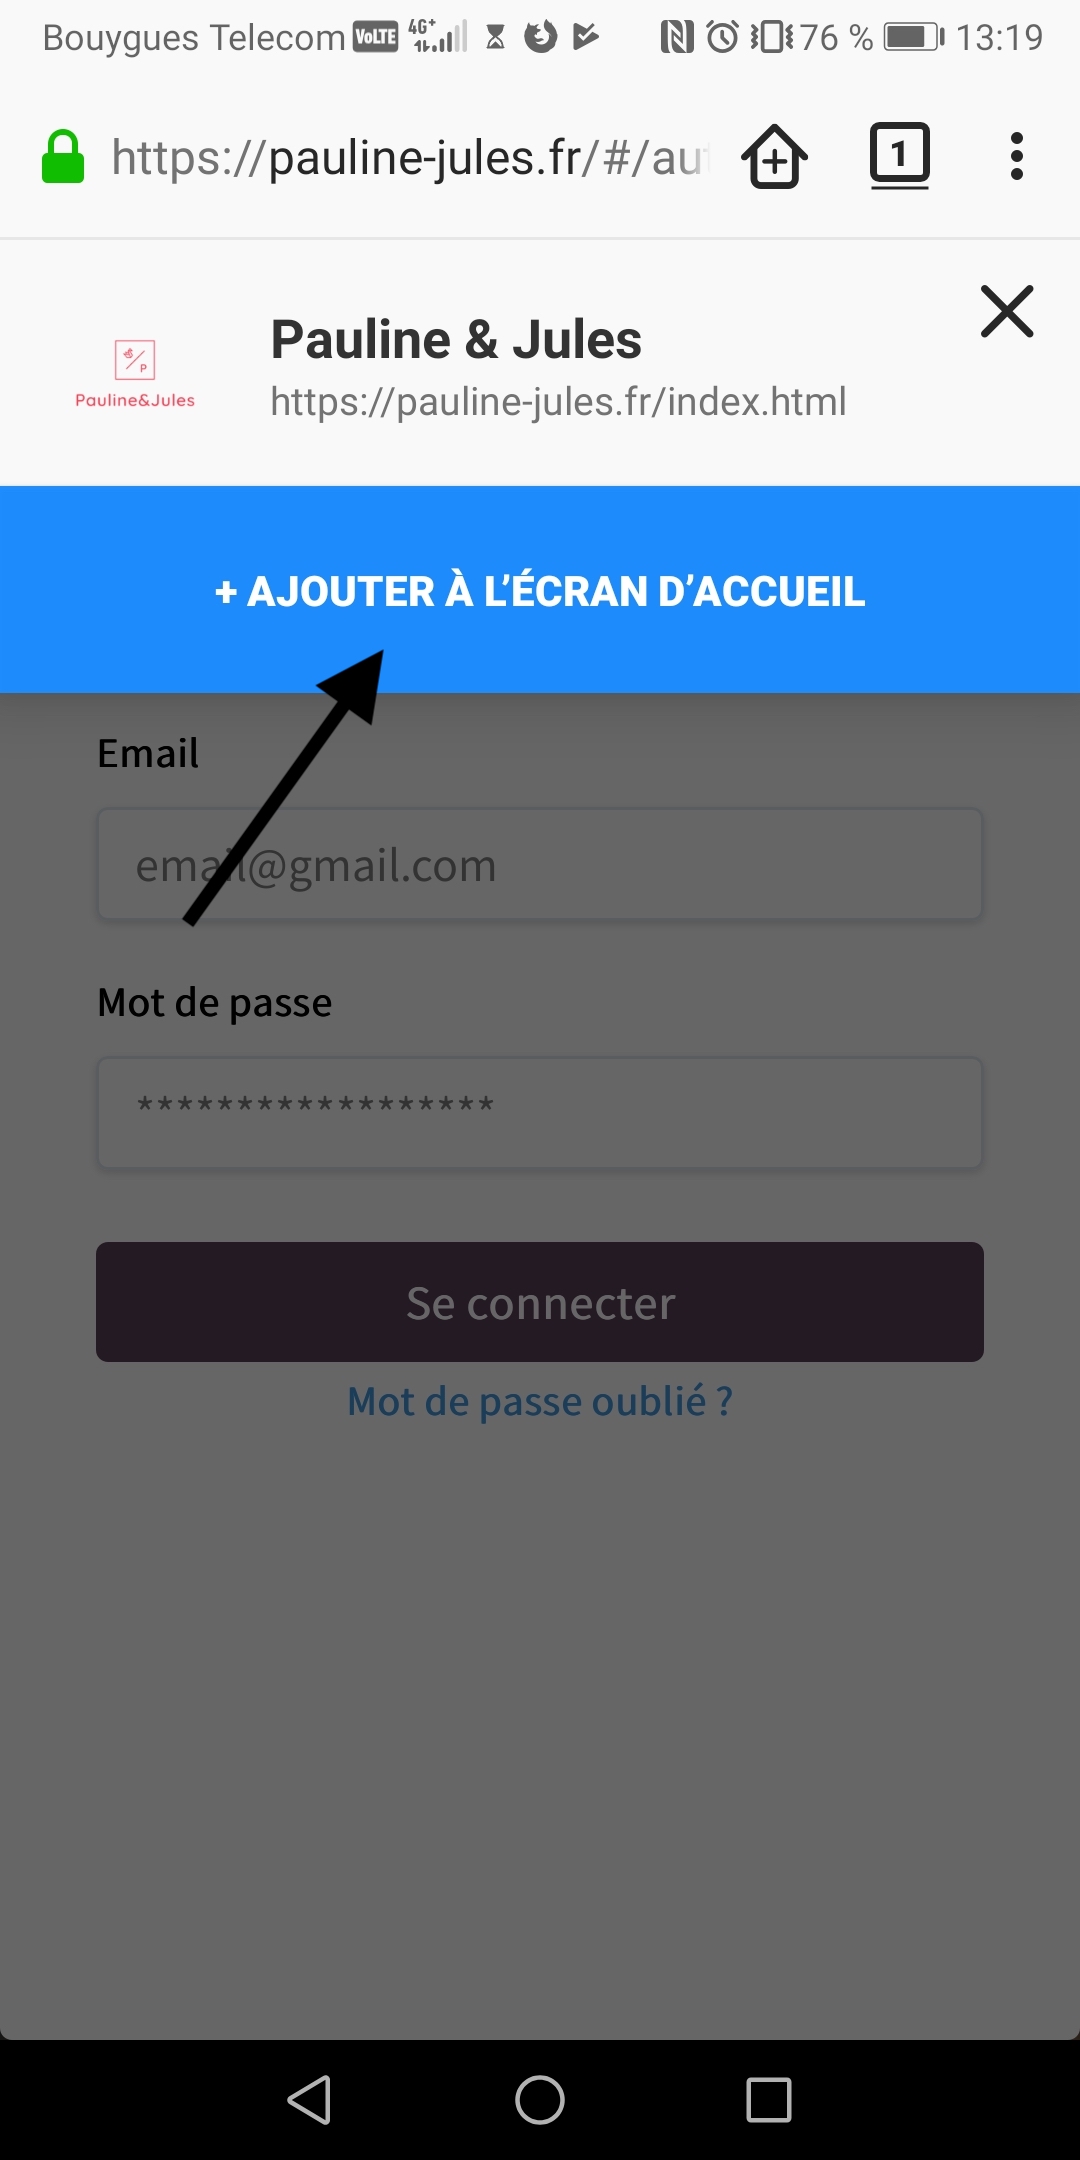 Bouygues Telecom VoLTE 4G+ 76 % 13:19
https://pauline-jules.fr/#/au 1
Pauline & Jules
https://pauline-jules.fr/index.html
P
Pauline&Jules
+ AJOUTER À L’ÉCRAN D’ACCUEIL
Email
email@gmail.com
Mot de passe
******************
Se connecter
Mot de passe oublié ?